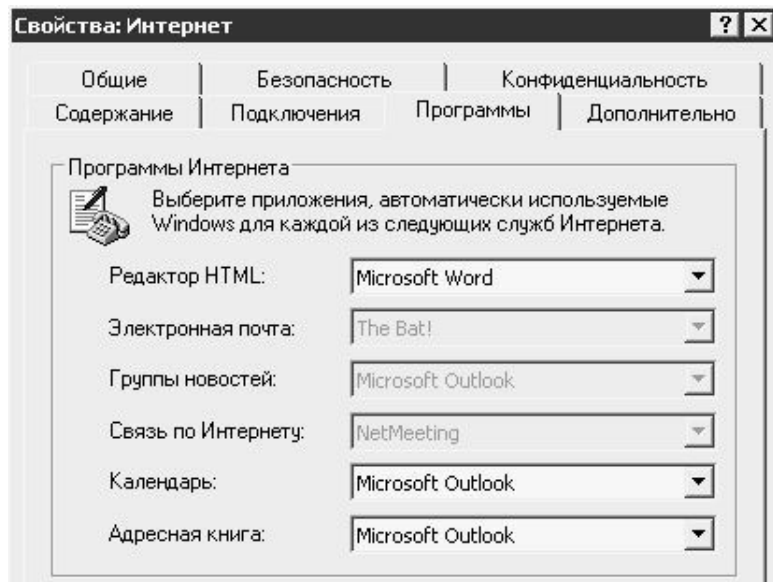 Свойства: Интернет
Общие Безопасность Конфиденциальность
Содержание Подключения Программы Дополнительно
Программы Интернета
Выберите приложения, автоматически используемые
Windows для каждой из следующих служб Интернета.
Редактор HTML: Microsoft Word
Электронная почта: The Bat!
Группы новостей: Microsoft Outlook
Связь по Интернету: NetMeeting
Календарь: Microsoft Outlook
Адресная книга: Microsoft Outlook